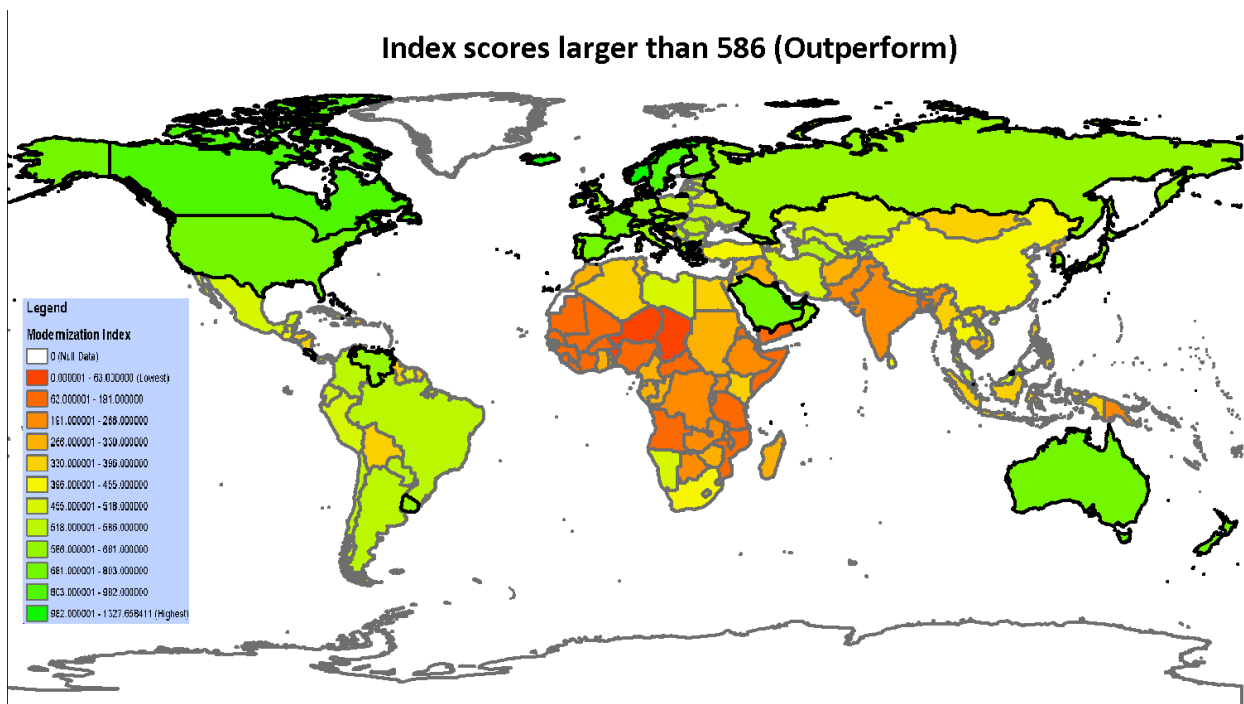 Index scores larger than 586 (Outperform)
Legend
Modernization Index
0 (Null Data)
0.000001 - 63.000000 (Lowest)
63.000001 - 181.000000
181.000001 - 266.000000
266.000001 - 330.000000
330.000001 - 396.000000
396.000001 - 455.000000
455.000001 - 518.000000
518.000001 - 586.000000
586.000001 - 681.000000
681.000001 - 803.000000
803.000001 - 982.000000
982.000001 - 1327.658411 (Highest)